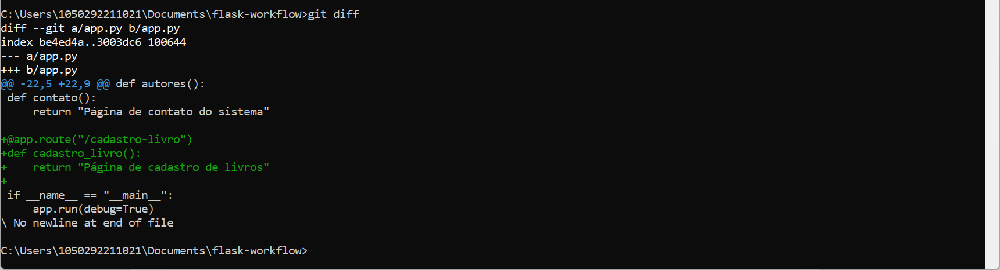 C:\Users\1050292211021\Documents\flask-workflow>git diff
diff --git a/app.py b/app.py
index be4ed4a..3003dc6 100644
--- a/app.py
+++ b/app.py
@@ -22,5 +22,9 @@ def autores():
 def contato():
     return "Página de contato do sistema"

+@app.route("/cadastro-livro")
+def cadastro_livro():
+    return "Página de cadastro de livros"
+
 if __name__ == "__main__":
     app.run(debug=True)
\ No newline at end of file

C:\Users\1050292211021\Documents\flask-workflow>